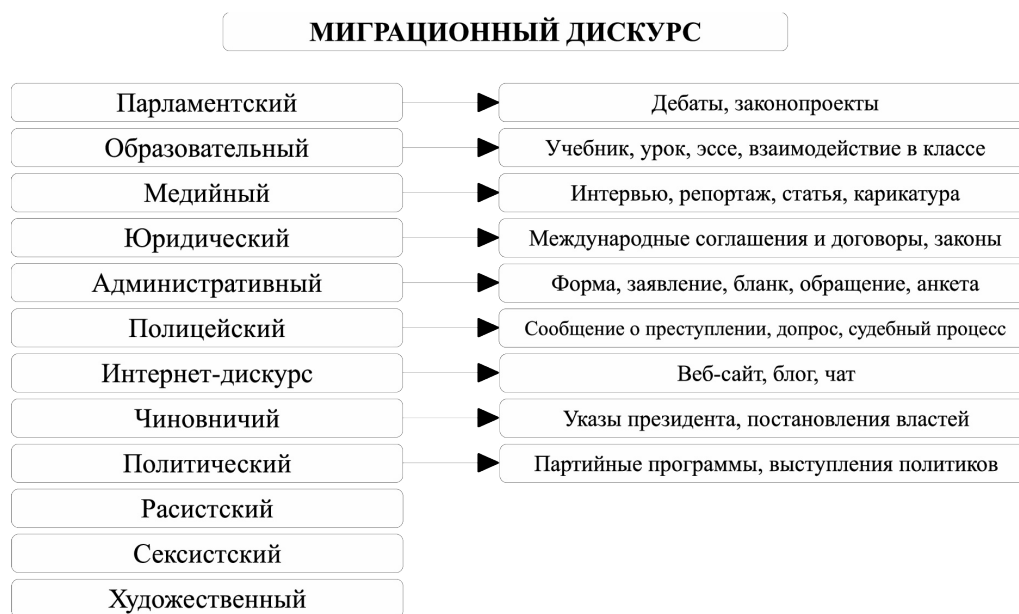 МИГРАЦИОННЫЙ ДИСКУРС
Парламентский
Дебаты, законопроекты
Образовательный
Учебник, урок, эссе, взаимодействие в классе
Медийный
Интервью, репортаж, статья, карикатура
Юридический
Международные соглашения и договоры, законы
Административный
Форма, заявление, бланк, обращение, анкета
Полицейский
Сообщение о преступлении, допрос, судебный процесс
Интернет-дискурс
Веб-сайт, блог, чат
Чиновничий
Указы президента, постановления властей
Политический
Партийные программы, выступления политиков
Расистский
Сексистский
Художественный